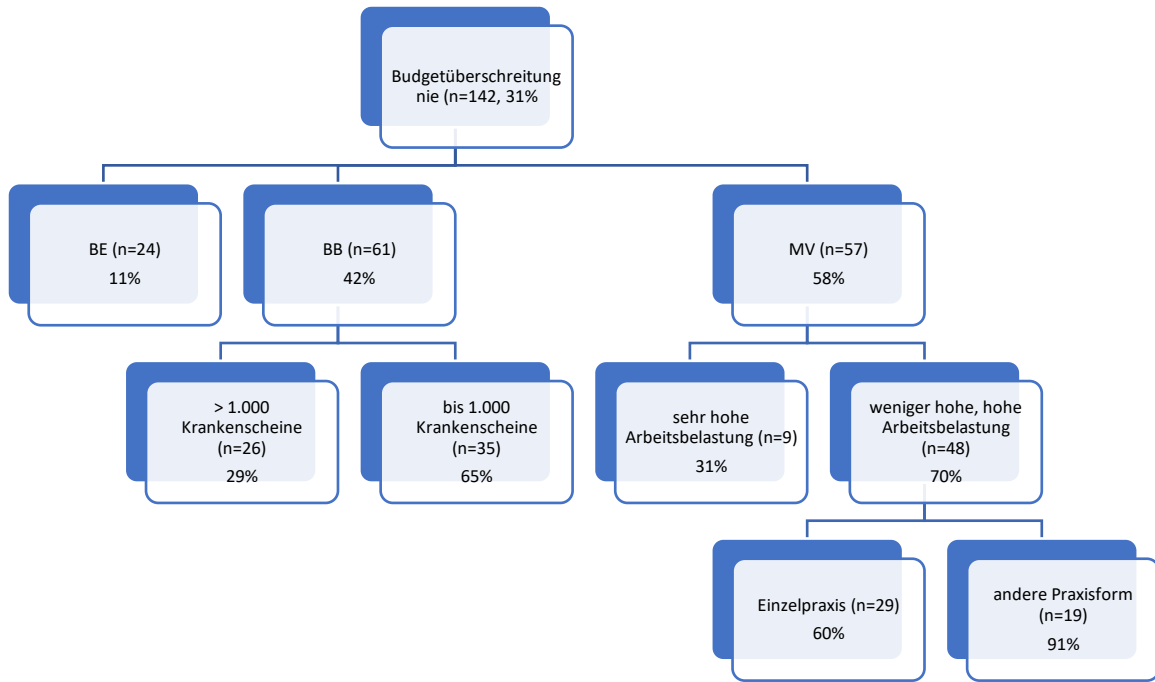 Budgetüberschreitung
nie (n=142, 31%
BE (n=24)
11%
BB (n=61)
42%
MV (n=57)
58%
> 1.000
Krankenscheine
(n=26)
29%
bis 1.000
Krankenscheine
(n=35)
65%
sehr hohe
Arbeitsbelastung (n=9)
31%
weniger hohe, hohe
Arbeitsbelastung
(n=48)
70%
Einzelpraxis (n=29)
60%
andere Praxisform
(n=19)
91%